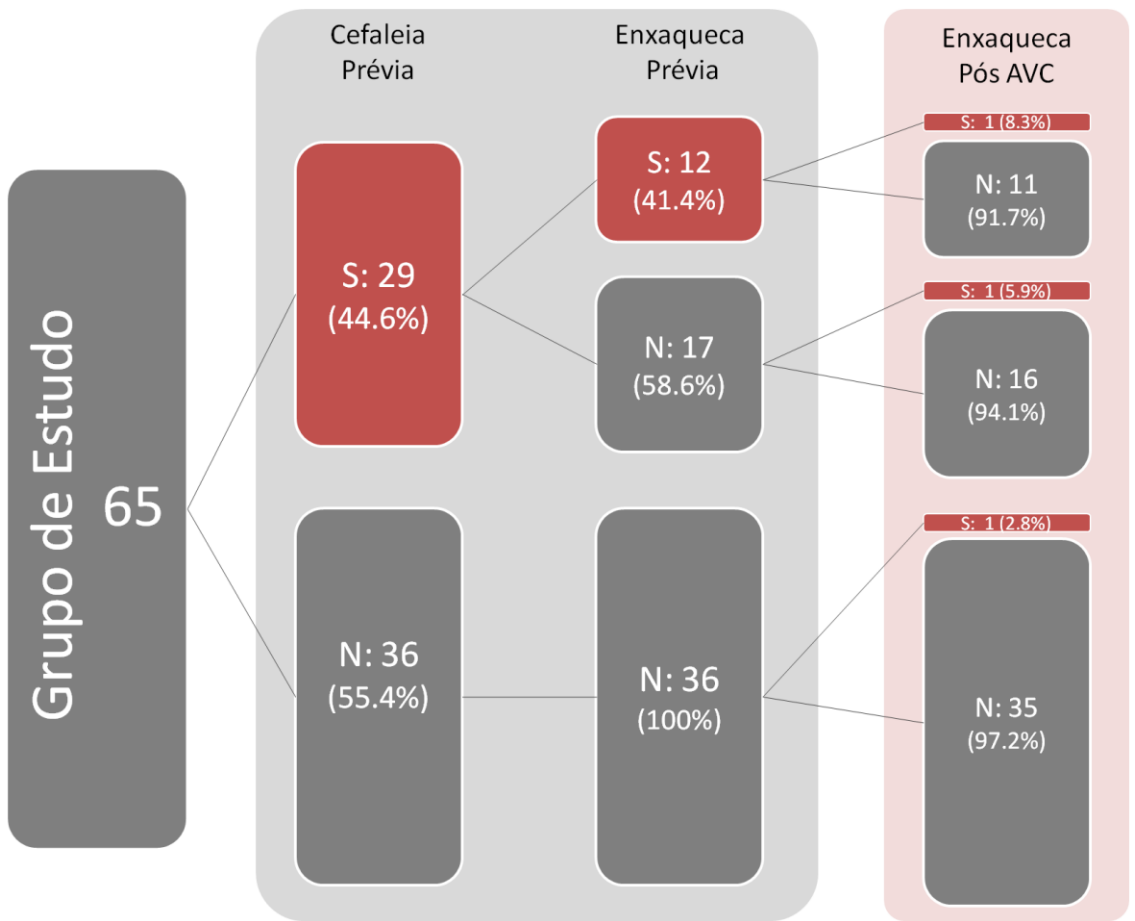 Grupo de Estudo
65
Cefaleia
Prévia
S: 29
(44.6%)
N: 36
(55.4%)
Enxaqueca
Prévia
S: 12
(41.4%)
N: 17
(58.6%)
N: 36
(100%)
Enxaqueca
Pós AVC
S: 1 (8.3%)
N: 11
(91.7%)
S: 1 (5.9%)
N: 16
(94.1%)
S: 1 (2.8%)
N: 35
(97.2%)